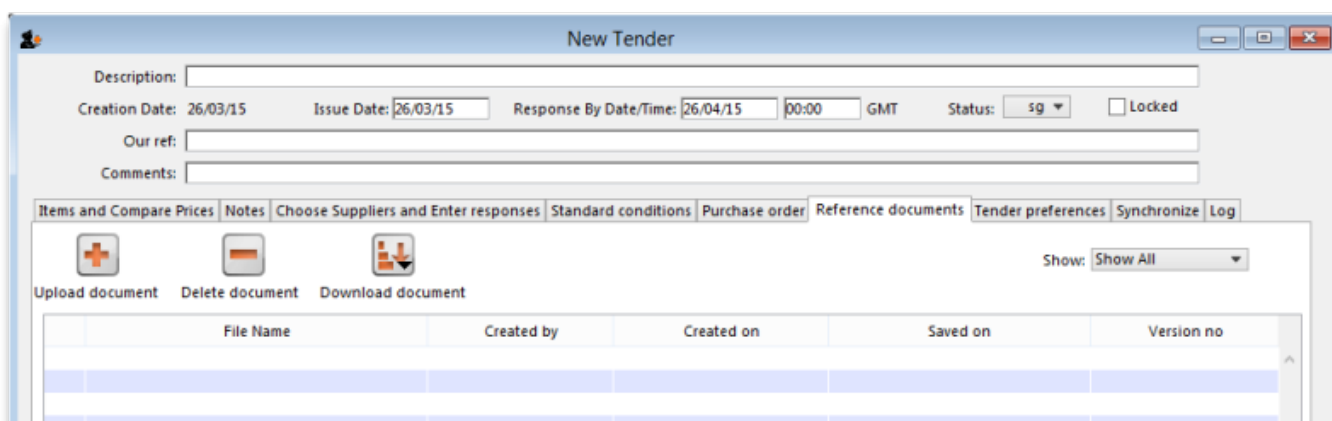 New Tender
Description:
Creation Date: 26/03/15 Issue Date: 26/03/15 Response By Date/Time: 26/04/15 00:00 GMT Status: sg Locked
Our ref:
Comments:
Items and Compare Prices Notes Choose Suppliers and Enter responses Standard conditions Purchase order Reference documents Tender preferences Synchronize Log
Show: Show All
Upload document Delete document Download document
File Name Created by Created on Saved on Version no